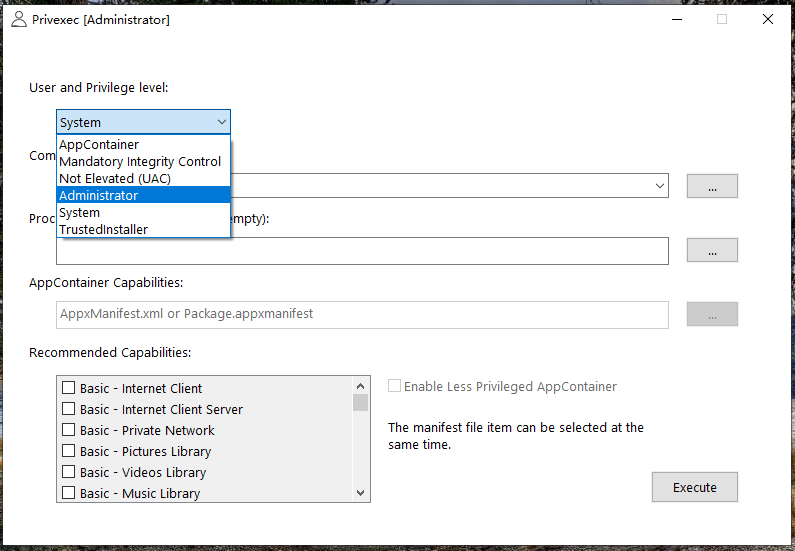 Privexec [Administrator]
User and Privilege level:
System
AppContainer
Com
Mandatory Integrity Control
Not Elevated (UAC)
Administrator
...
System
Proc
empty):
TrustedInstaller
...
AppContainer Capabilities:
AppxManifest.xml or Package.appxmanifest
...
Recommended Capabilities:
Basic - Internet Client
Enable Less Privileged AppContainer
Basic - Internet Client Server
Basic - Private Network
The manifest file item can be selected at the
same time.
Basic - Pictures Library
Basic - Videos Library
Basic - Music Library
Execute